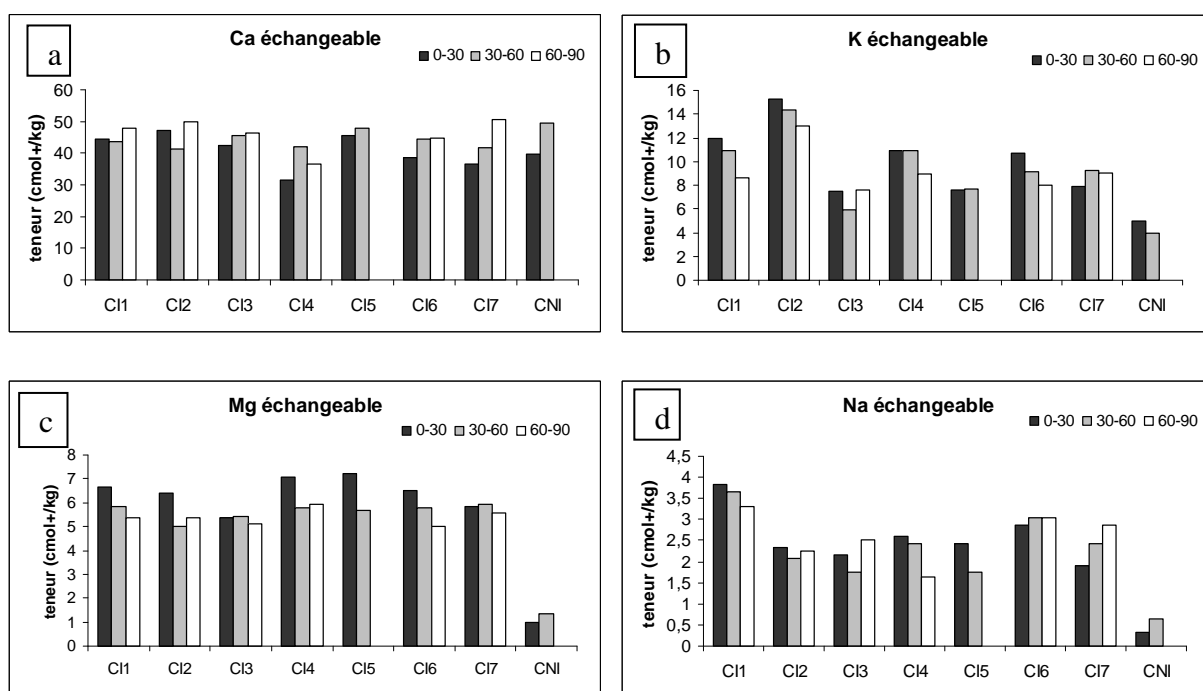 a
Ca échangeable
0-30 30-60 60-90
teneur (cmol+/kg)
60
50
40
30
20
10
0
CI1 CI2 CI3 CI4 CI5 CI6 CI7 CNI
b
K échangeable
0-30 30-60 60-90
teneur (cmol+/kg)
16
14
12
10
8
6
4
2
0
CI1 CI2 CI3 CI4 CI5 CI6 CI7 CNI
c
Mg échangeable
0-30 30-60 60-90
teneur (cmol+/kg)
8
7
6
5
4
3
2
1
0
CI1 CI2 CI3 CI4 CI5 CI6 CI7 CNI
d
Na échangeable
0-30 30-60 60-90
teneur (cmol+/kg)
4,5
4
3,5
3
2,5
2
1,5
1
0,5
0
CI1 CI2 CI3 CI4 CI5 CI6 CI7 CNI